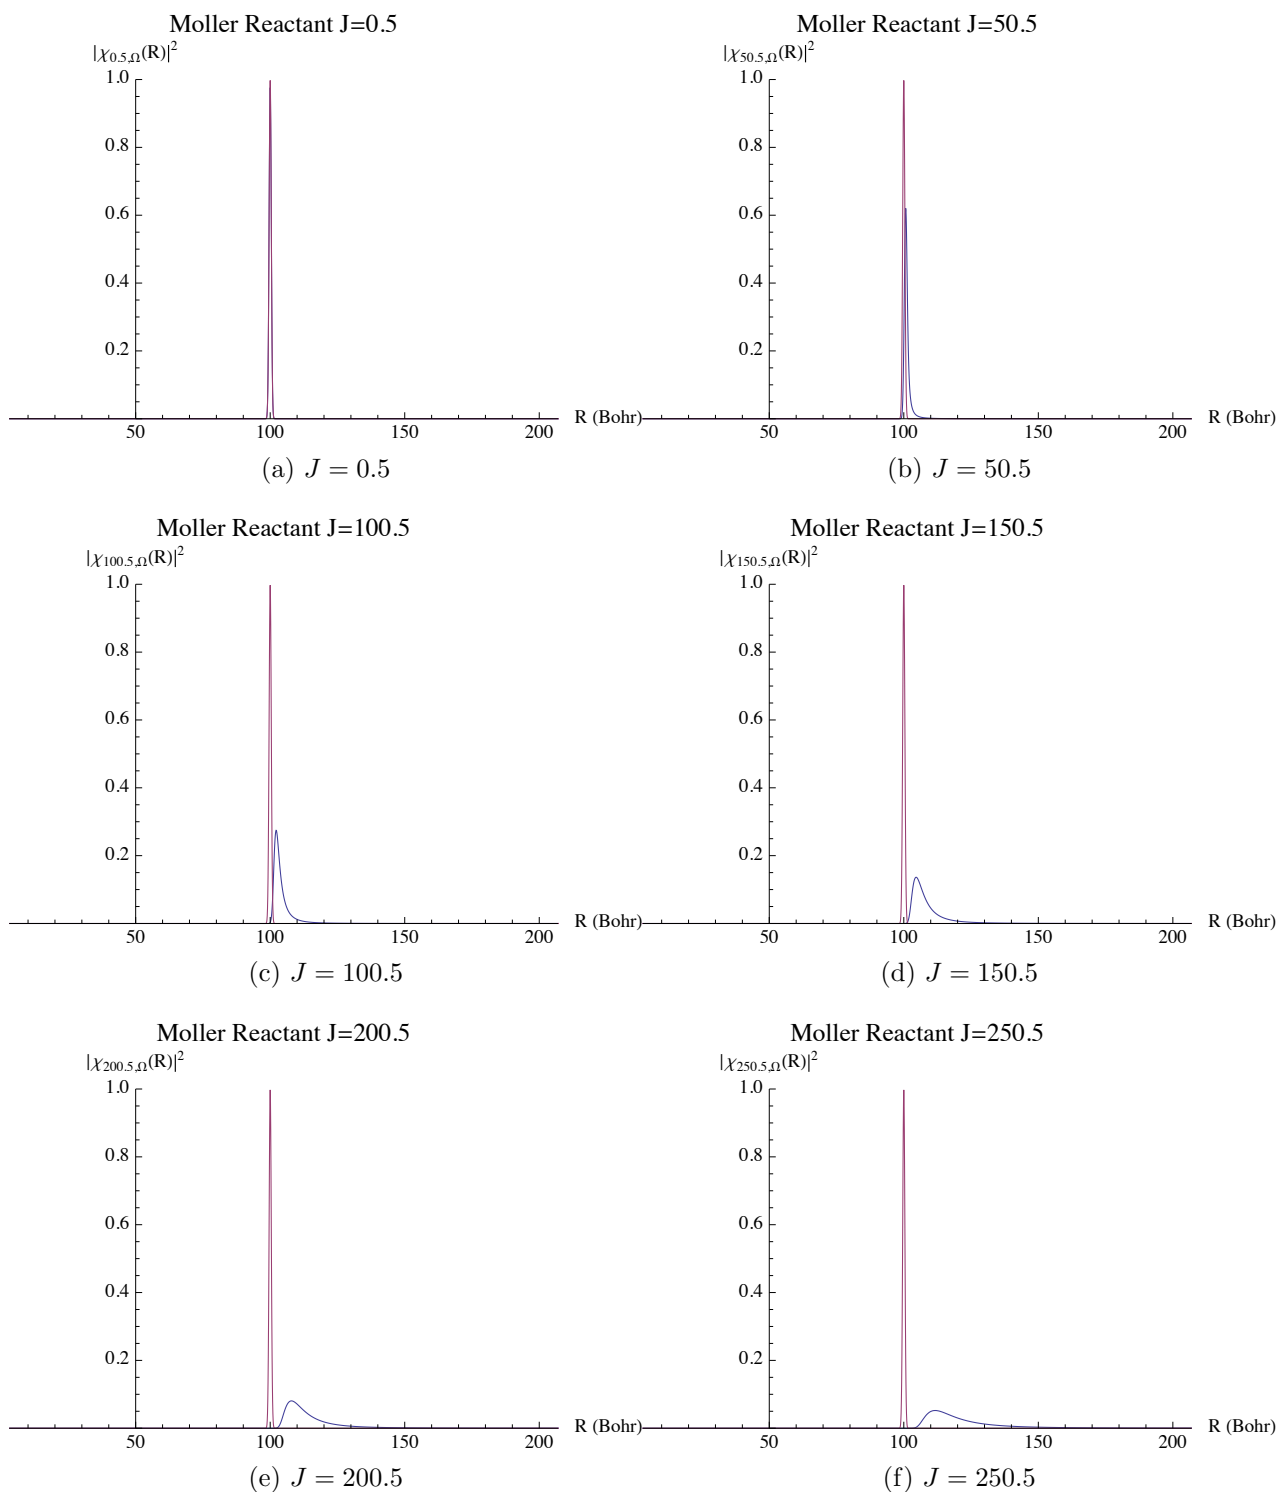 Moller Reactant J=0.5
|χ0.5,Ω(R)|²
1.0
0.8
0.6
0.4
0.2
50 100 150 200 R (Bohr)
(a) J = 0.5
Moller Reactant J=50.5
|χ50.5,Ω(R)|²
1.0
0.8
0.6
0.4
0.2
50 100 150 200 R (Bohr)
(b) J = 50.5
Moller Reactant J=100.5
|χ100.5,Ω(R)|²
1.0
0.8
0.6
0.4
0.2
50 100 150 200 R (Bohr)
(c) J = 100.5
Moller Reactant J=150.5
|χ150.5,Ω(R)|²
1.0
0.8
0.6
0.4
0.2
50 100 150 200 R (Bohr)
(d) J = 150.5
Moller Reactant J=200.5
|χ200.5,Ω(R)|²
1.0
0.8
0.6
0.4
0.2
50 100 150 200 R (Bohr)
(e) J = 200.5
Moller Reactant J=250.5
|χ250.5,Ω(R)|²
1.0
0.8
0.6
0.4
0.2
50 100 150 200 R (Bohr)
(f) J = 250.5